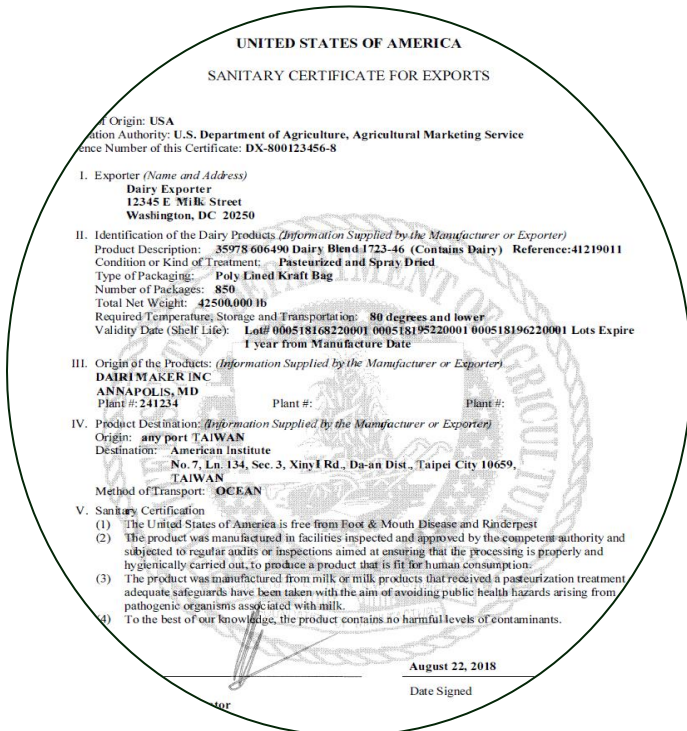 UNITED STATES OF AMERICA
SANITARY CERTIFICATE FOR EXPORTS
of Origin: USA
ation Authority: U.S. Department of Agriculture, Agricultural Marketing Service
ence Number of this Certificate: DX-800123456-8
I. Exporter (Name and Address)
Dairy Exporter
12345 E Milk Street
Washington, DC 20250
II. Identification of the Dairy Products (Information Supplied by the Manufacturer or Exporter)
Product Description: 35978 606490 Dairy Blend 1723-46 (Contains Dairy) Reference:41219011
Condition or Kind of Treatment: Pasteurized and Spray Dried
Type of Packaging: Poly Lined Kraft Bag
Number of Packages: 850
Total Net Weight: 42500.000 lb
Required Temperature, Storage and Transportation: 80 degrees and lower
Validity Date (Shelf Life): Lot# 000518168220001 000518195220001 000518196220001 Lots Expire
1 year from Manufacture Date
III. Origin of the Products: (Information Supplied by the Manufacturer or Exporter)
DAIRI MAKER INC
ANNAPOLIS, MD
Plant #: 241234 Plant #: Plant #:
IV. Product Destination: (Information Supplied by the Manufacturer or Exporter)
Origin: any port TAIWAN
Destination: American Institute
No. 7, Ln. 134, Sec. 3, Xinyi Rd., Da-an Dist., Taipei City 10659,
TAIWAN
Method of Transport: OCEAN
V. Sanitary Certification
(1) The United States of America is free from Foot & Mouth Disease and Rinderpest
(2) The product was manufactured in facilities inspected and approved by the competent authority and
subjected to regular audits or inspections aimed at ensuring that the processing is properly and
hygienically carried out, to produce a product that is fit for human consumption.
(3) The product was manufactured from milk or milk products that received a pasteurization treatment
adequate safeguards have been taken with the aim of avoiding public health hazards arising from
pathogenic organisms associated with milk.
(4) To the best of our knowledge, the product contains no harmful levels of contaminants.
August 22, 2018
Date Signed
tor